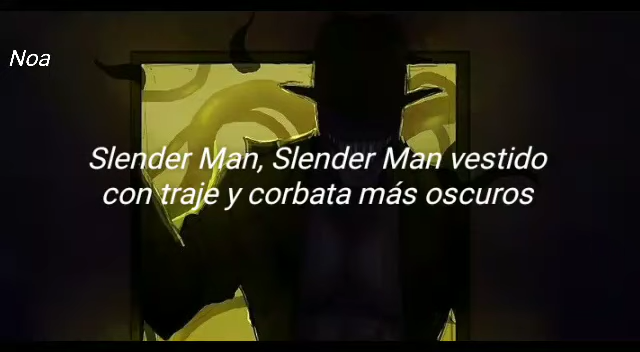 Noa
Slender Man, Slender Man vestido
con traje y corbata más oscuros